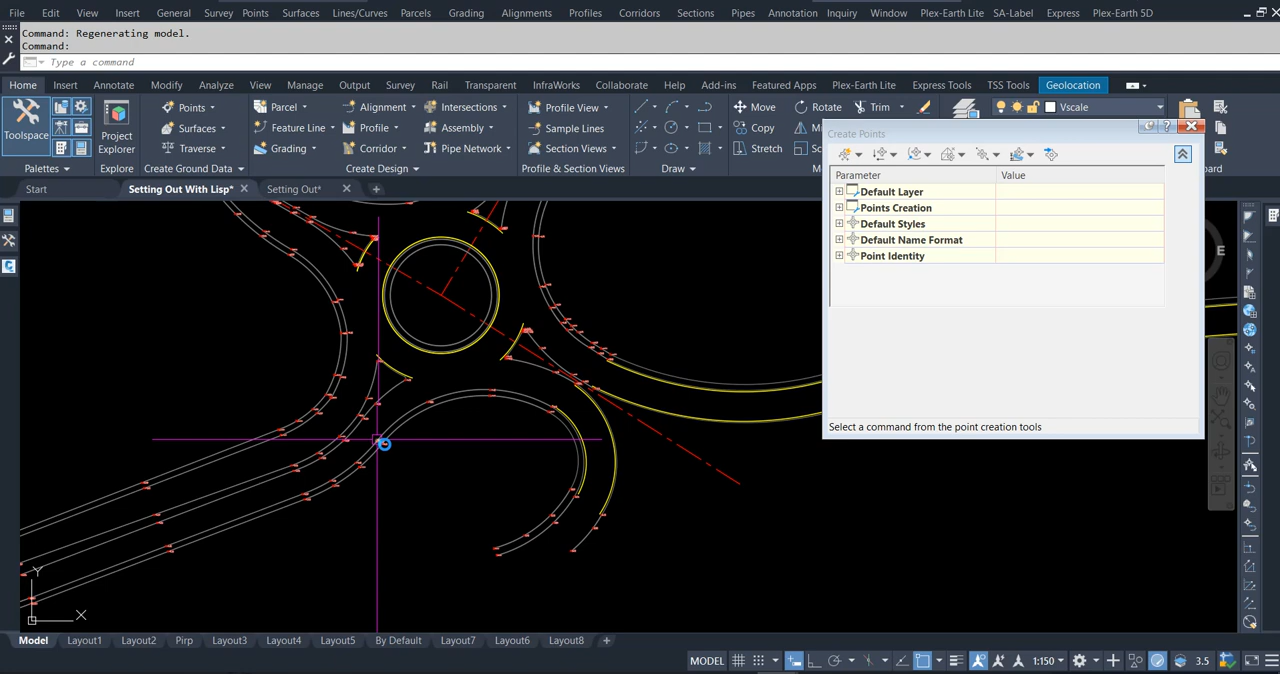 File Edit View Insert General Survey Points Surfaces Lines/Curves Parcels Grading Alignments Profiles Corridors Sections Pipes Annotation Inquiry Window Plex-Earth Lite SA-Label Express Plex-Earth 5D
Command: Regenerating model.
Command:
Type a command
Home Insert Annotate Modify Analyze View Manage Output Survey Rail Transparent InfraWorks Collaborate Help Add-ins Featured Apps Plex-Earth Lite Express Tools TSS Tools Geolocation
Toolspace
Project
Explorer
Points
Surfaces
Traverse
Parcel
Feature Line
Grading
Alignment
Profile
Corridor
Intersections
Assembly
Pipe Network
Profile View
Sample Lines
Section Views
Move
Copy
Stretch
Rotate
Trim
Vscale
Palettes Explore Create Ground Data Create Design Profile & Section Views Draw
Start Setting Out With Lisp* Setting Out*
Create Points
Parameter Value
Default Layer
Points Creation
Default Styles
Default Name Format
Point Identity
Select a command from the point creation tools
E
Y
X
Model Layout1 Layout2 Pirp Layout3 Layout4 Layout5 By Default Layout7 Layout6 Layout8
MODEL 1:150 3.5